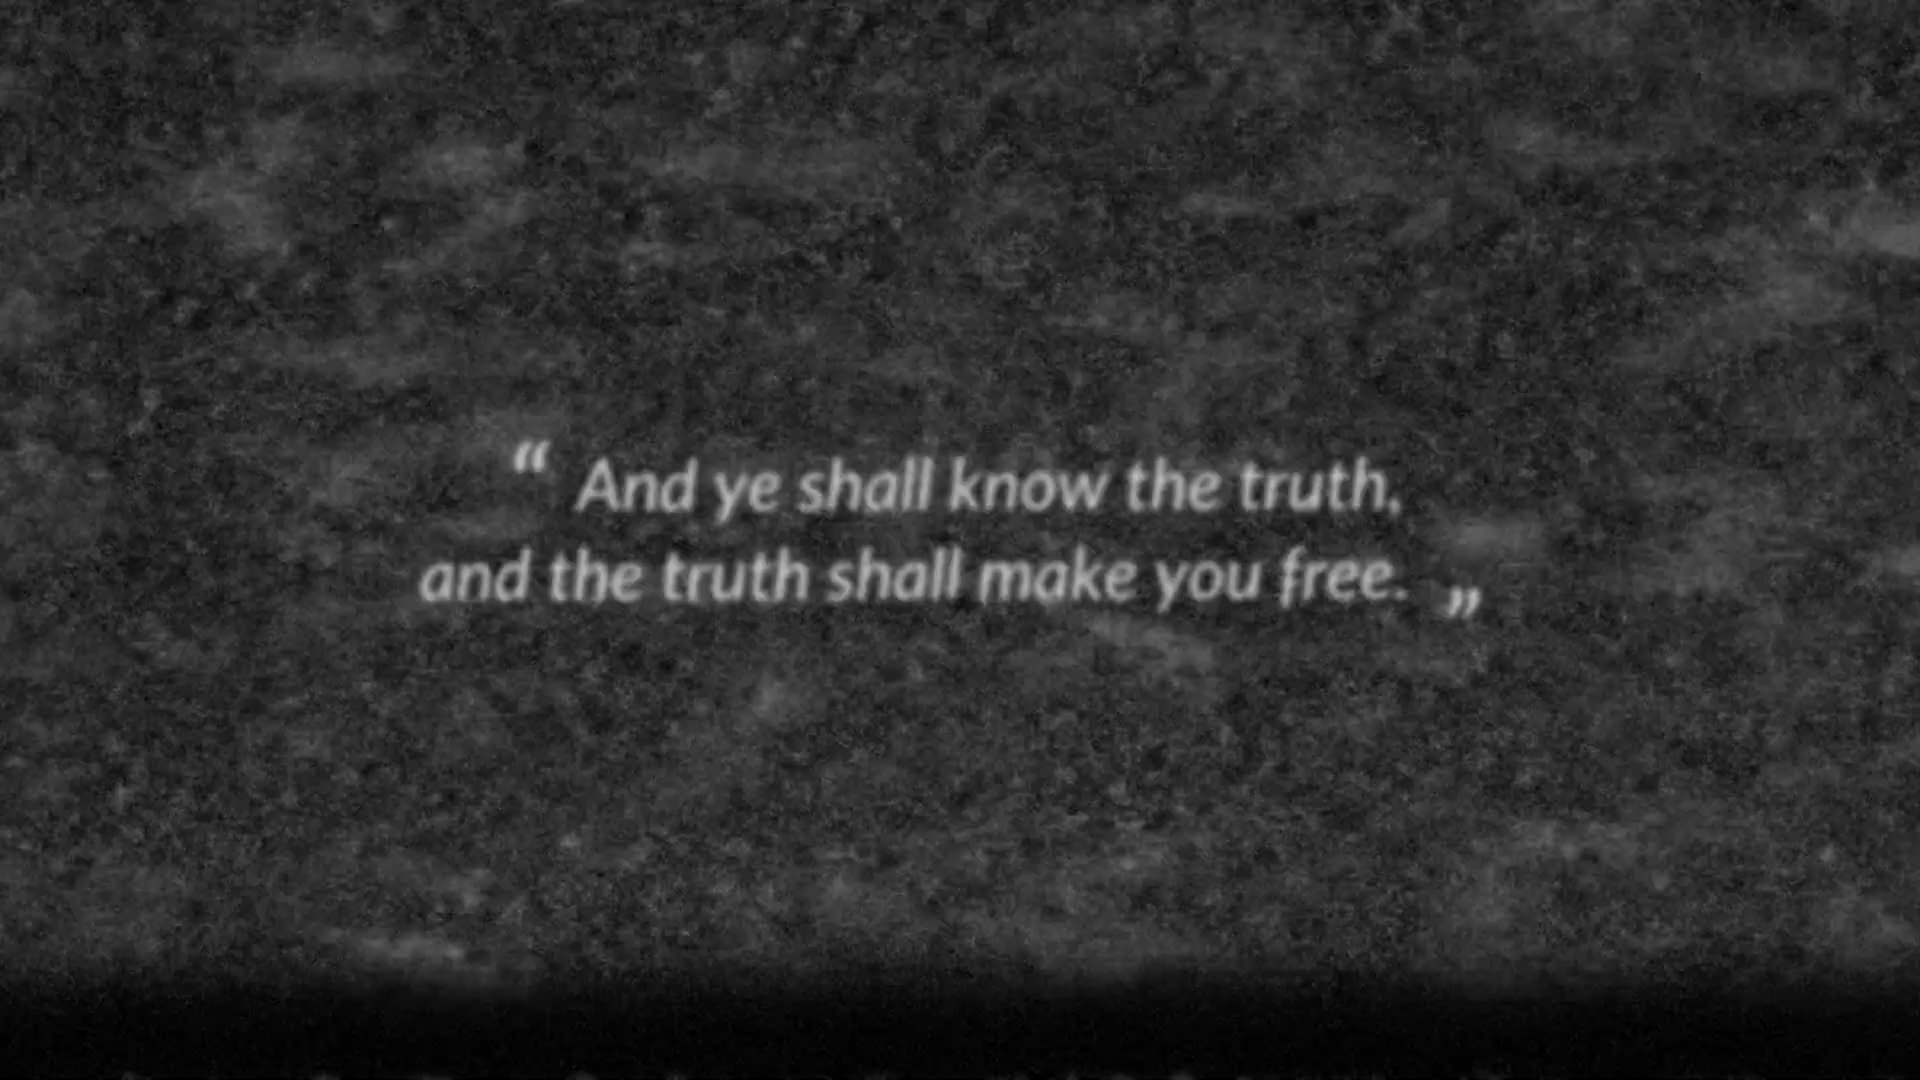 “ And ye shall know the truth,
and the truth shall make you free. „